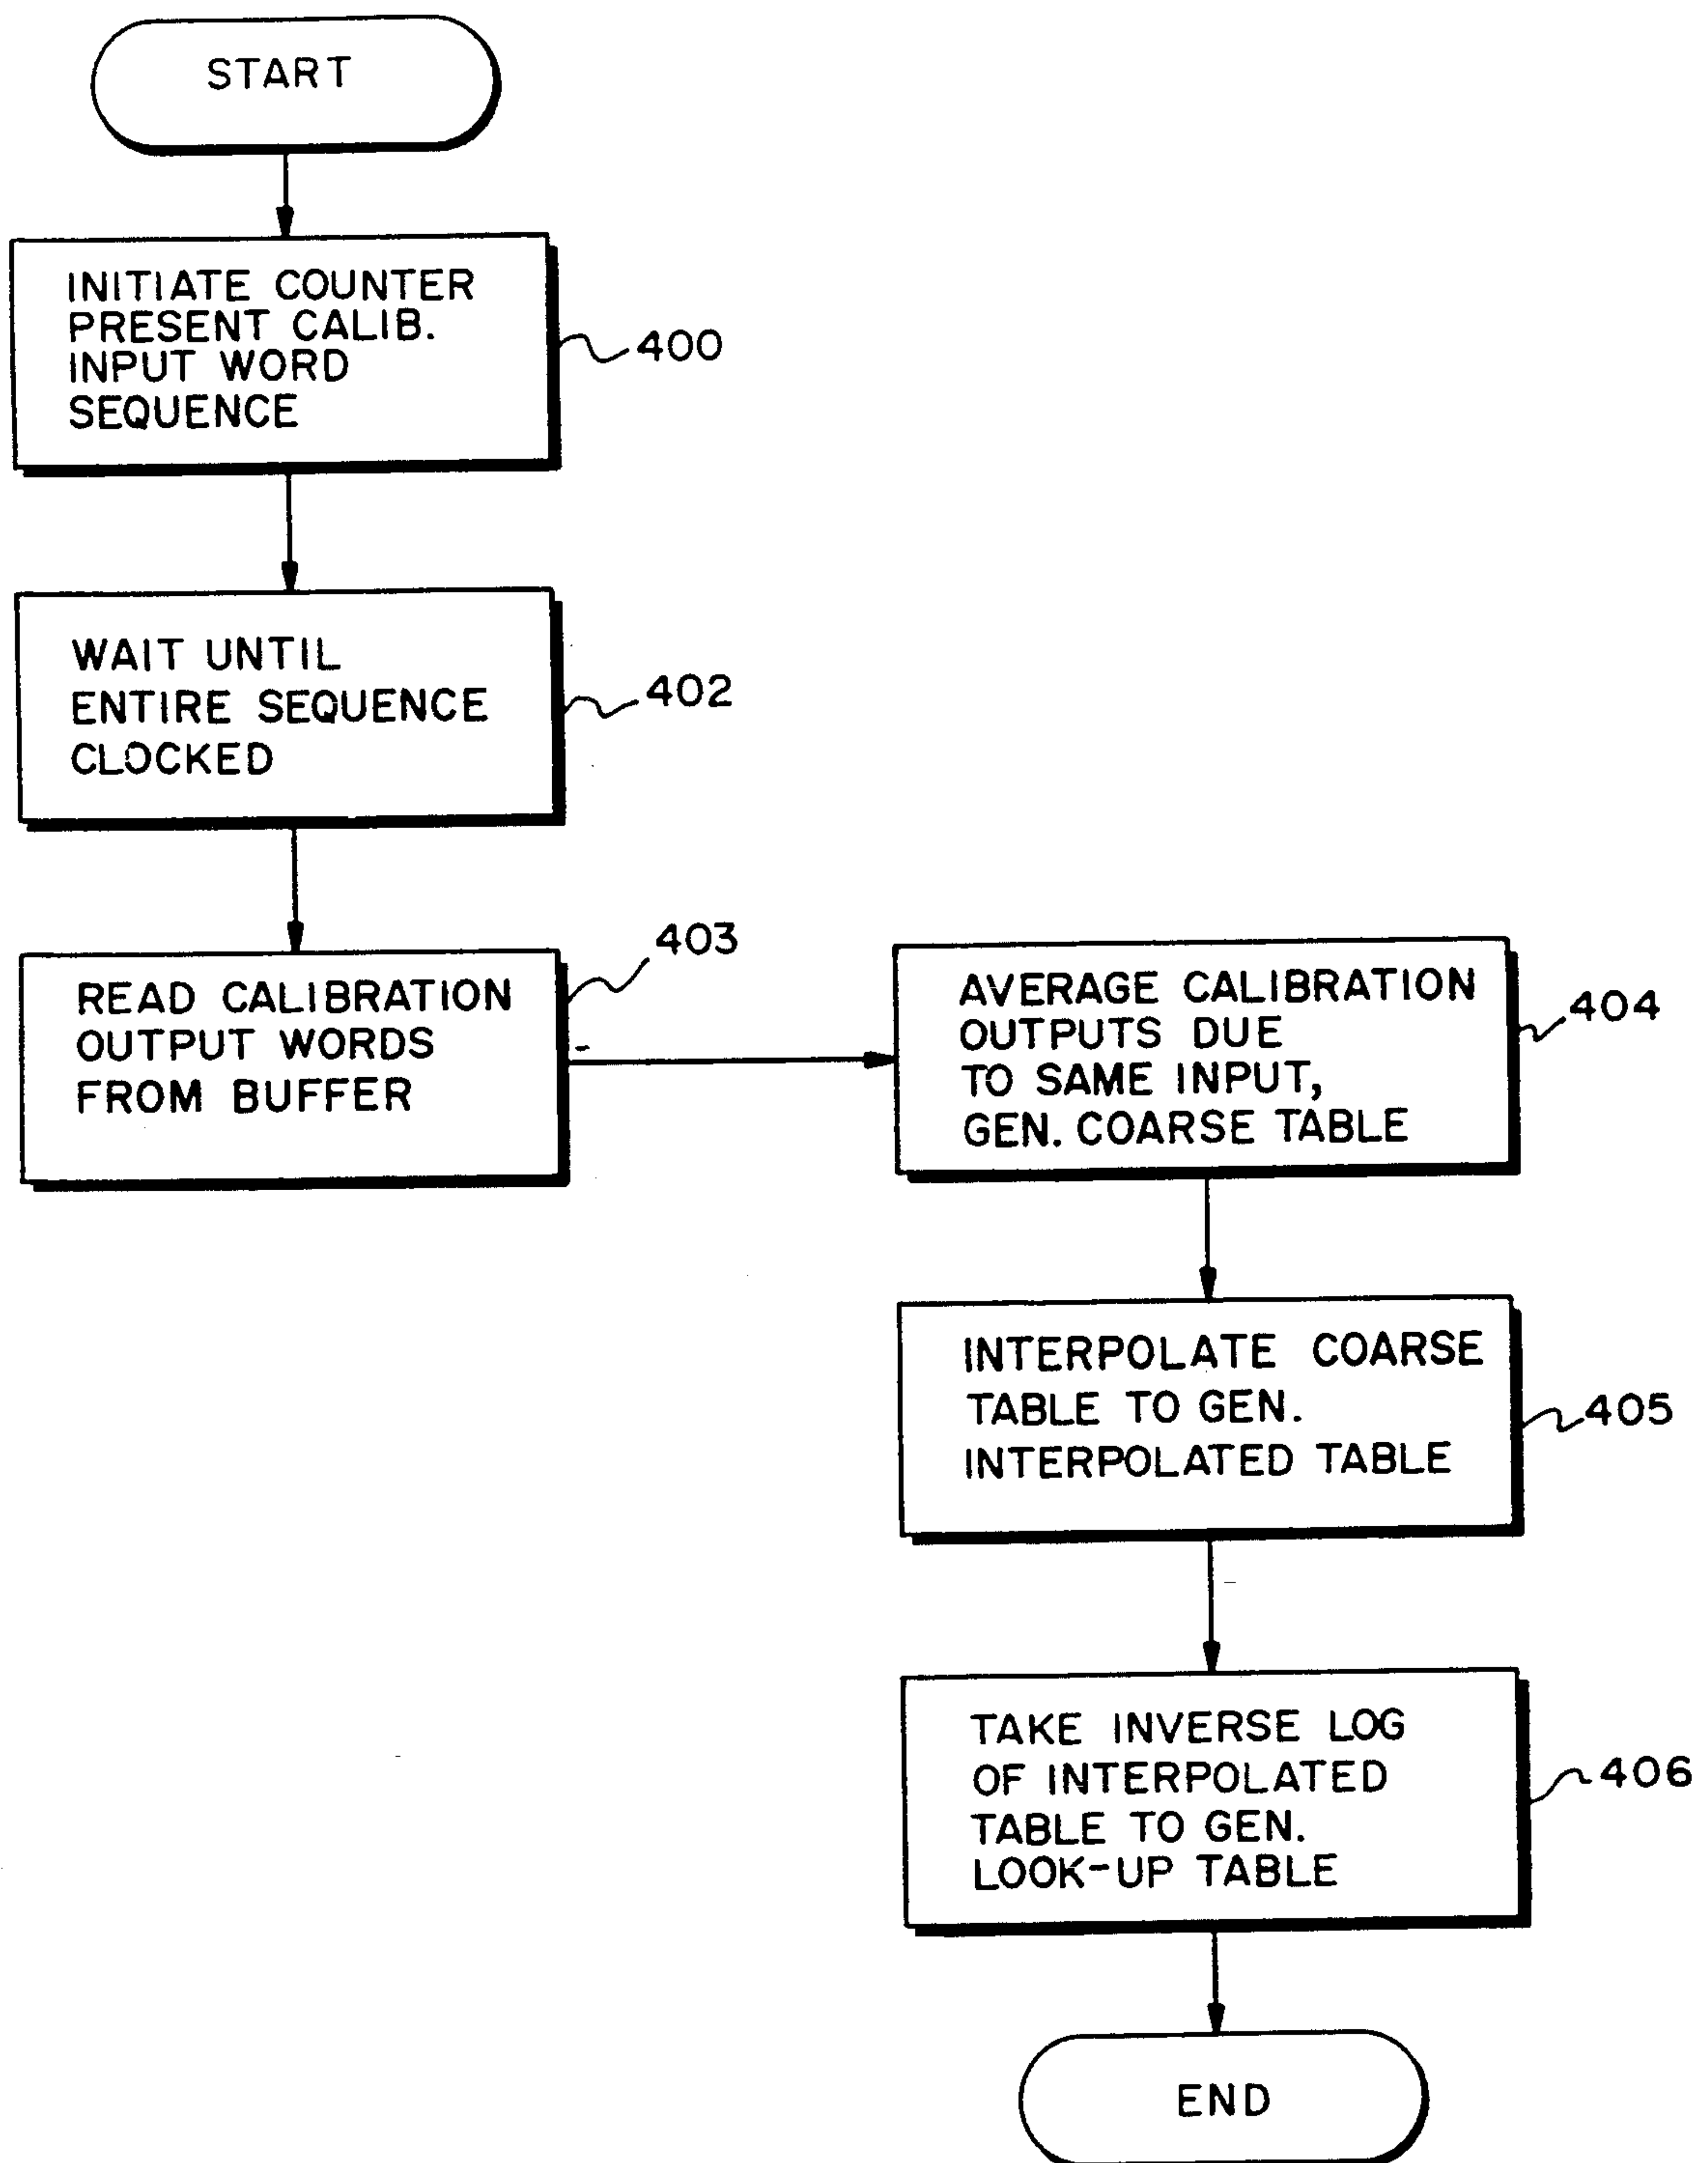 START
INITIATE COUNTER
PRESENT CALIB.
INPUT WORD
SEQUENCE
400
WAIT UNTIL
ENTIRE SEQUENCE
CLOCKED
402
READ CALIBRATION
OUTPUT WORDS
FROM BUFFER
403
AVERAGE CALIBRATION
OUTPUTS DUE
TO SAME INPUT,
GEN. COARSE TABLE
404
INTERPOLATE COARSE
TABLE TO GEN.
INTERPOLATED TABLE
405
TAKE INVERSE LOG
OF INTERPOLATED
TABLE TO GEN.
LOOK-UP TABLE
406
END